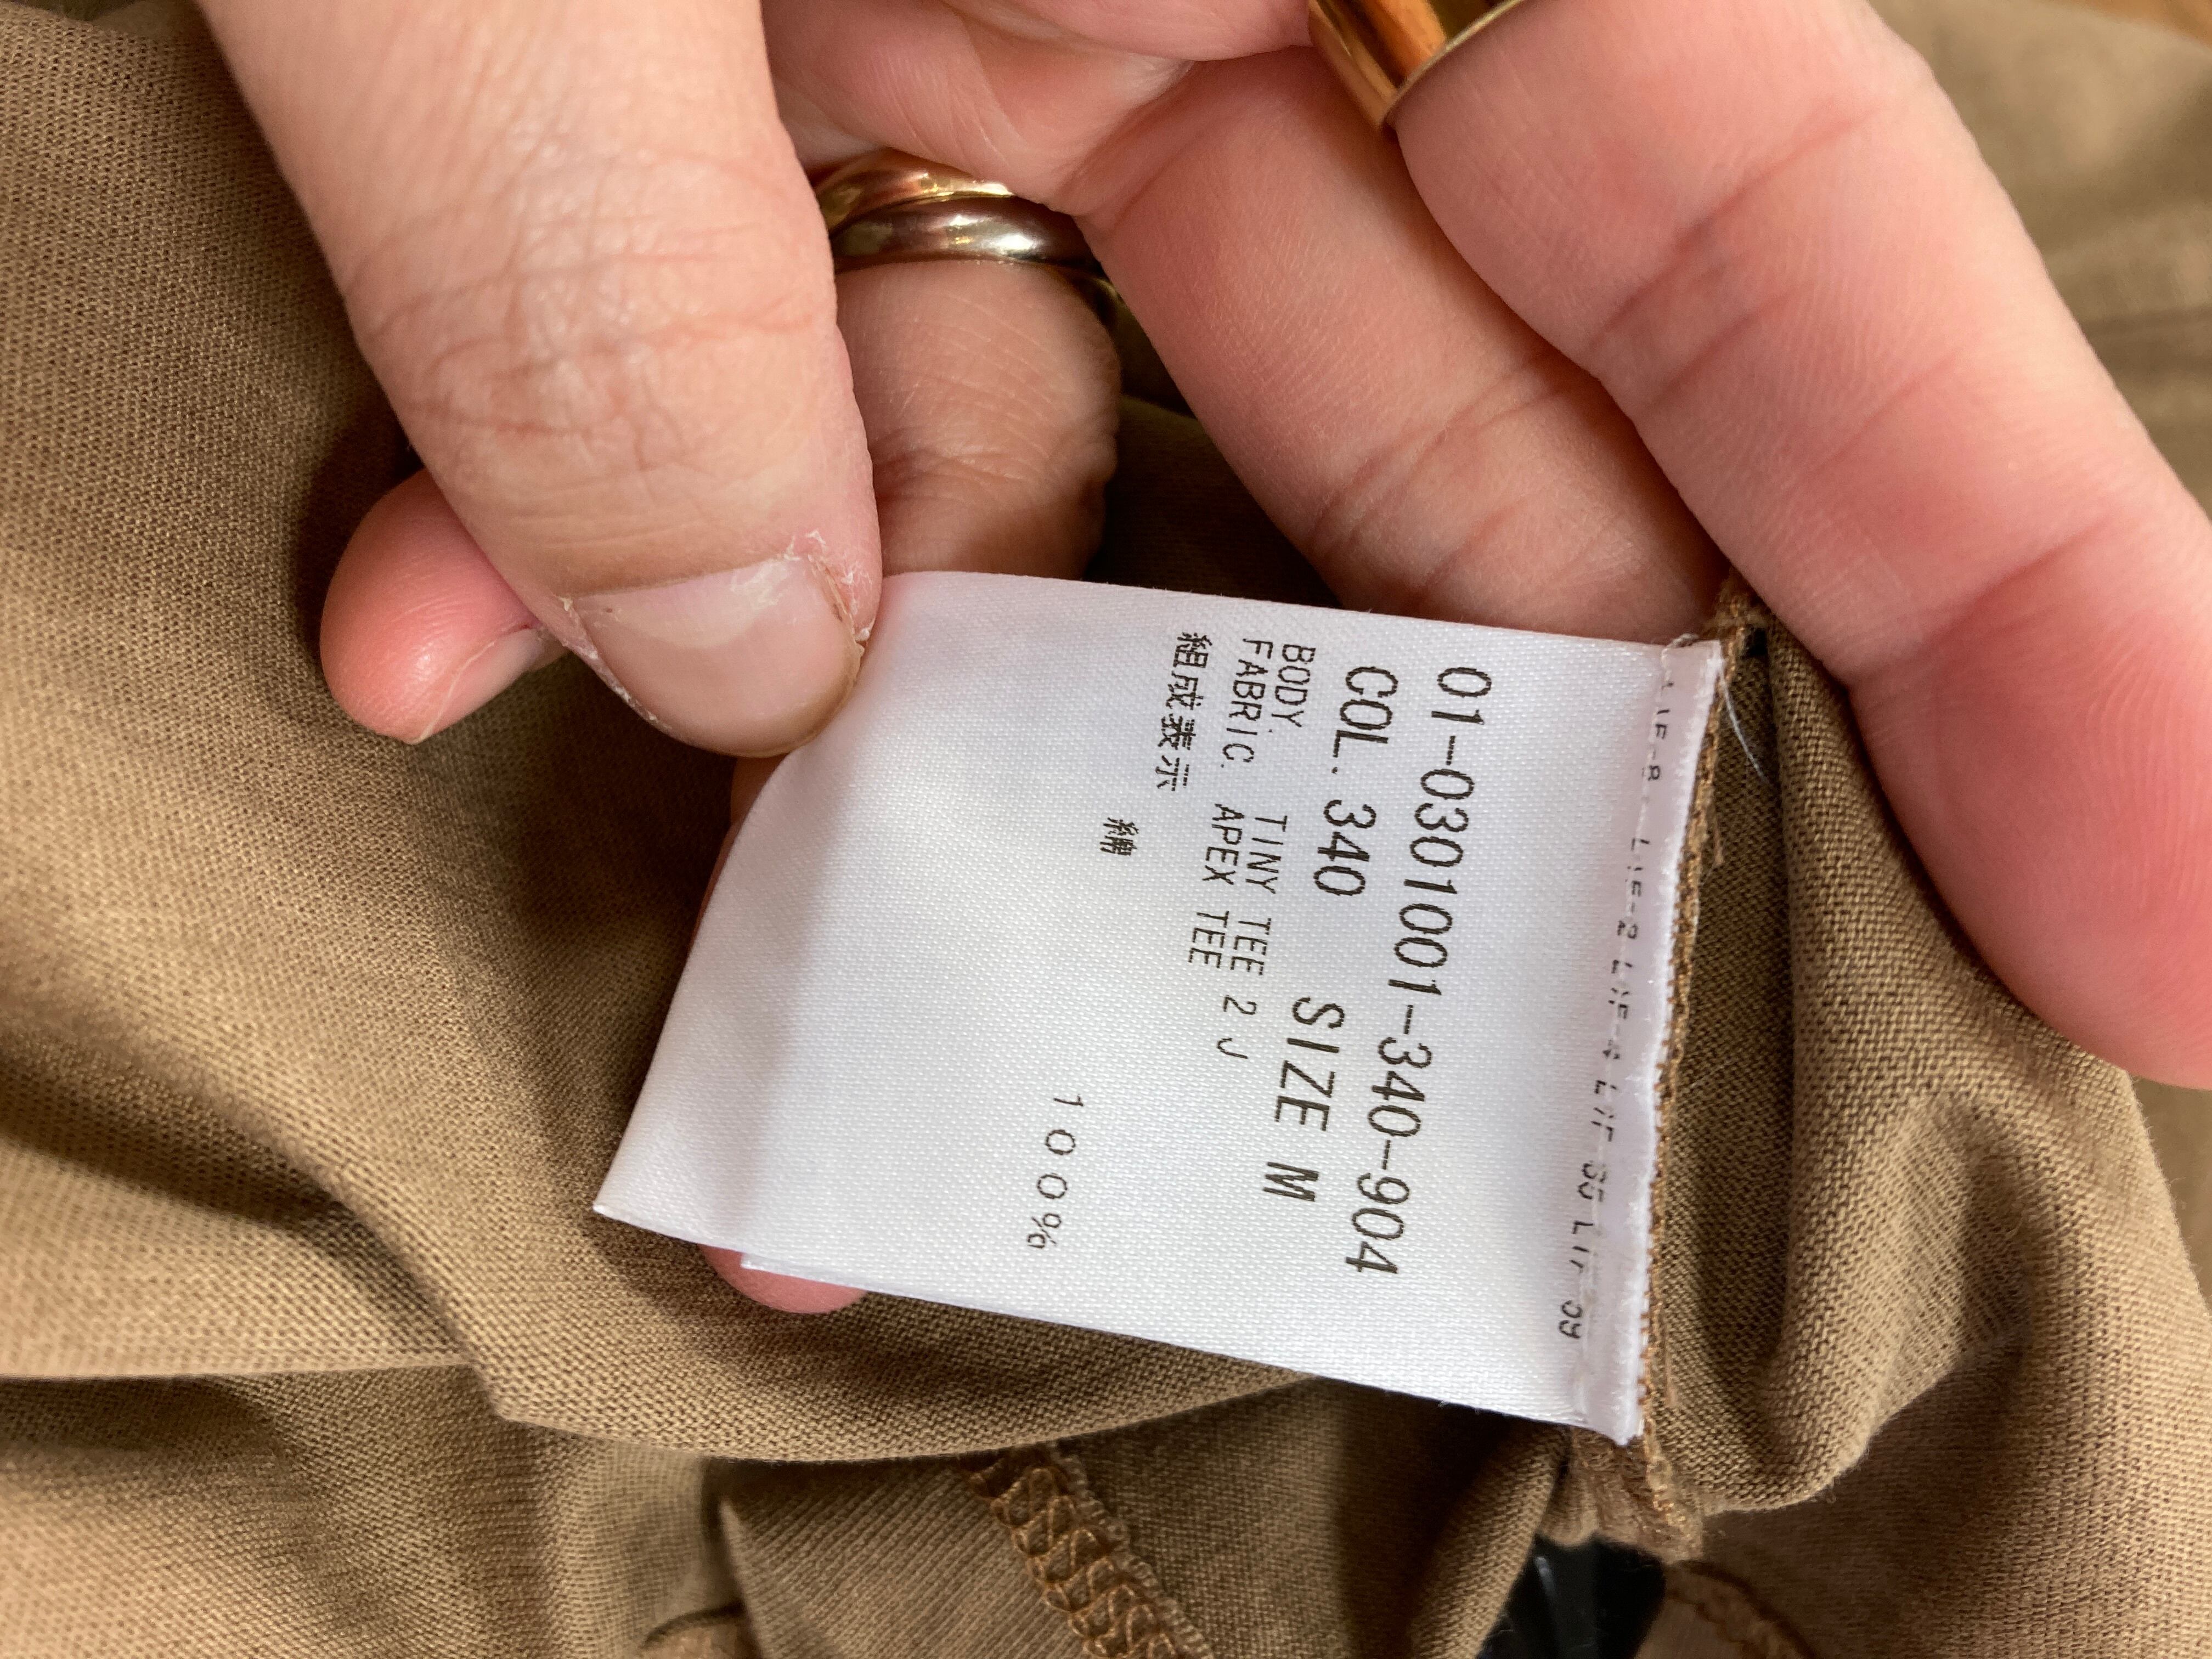 01-0301001-340-904
COL. 340 SIZE M
BODY. TINY TEE 2 J
FABRIC. APEX TEE
組成表示
綿 100%